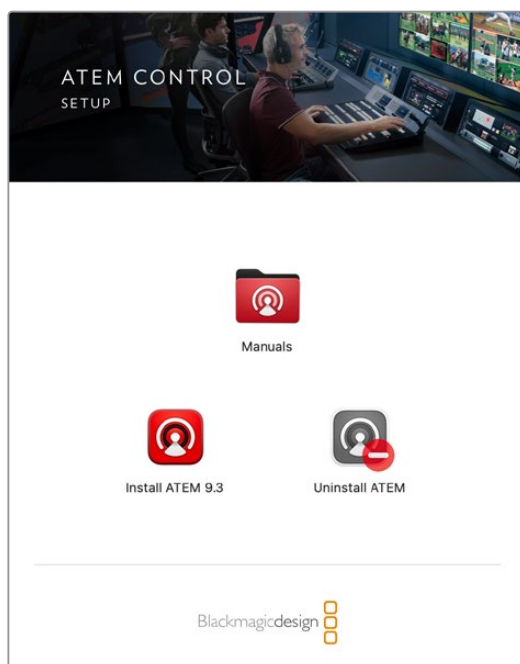 ATEM CONTROL
SETUP
Manuals
Install ATEM 9.3
Uninstall ATEM
Blackmagicdesign